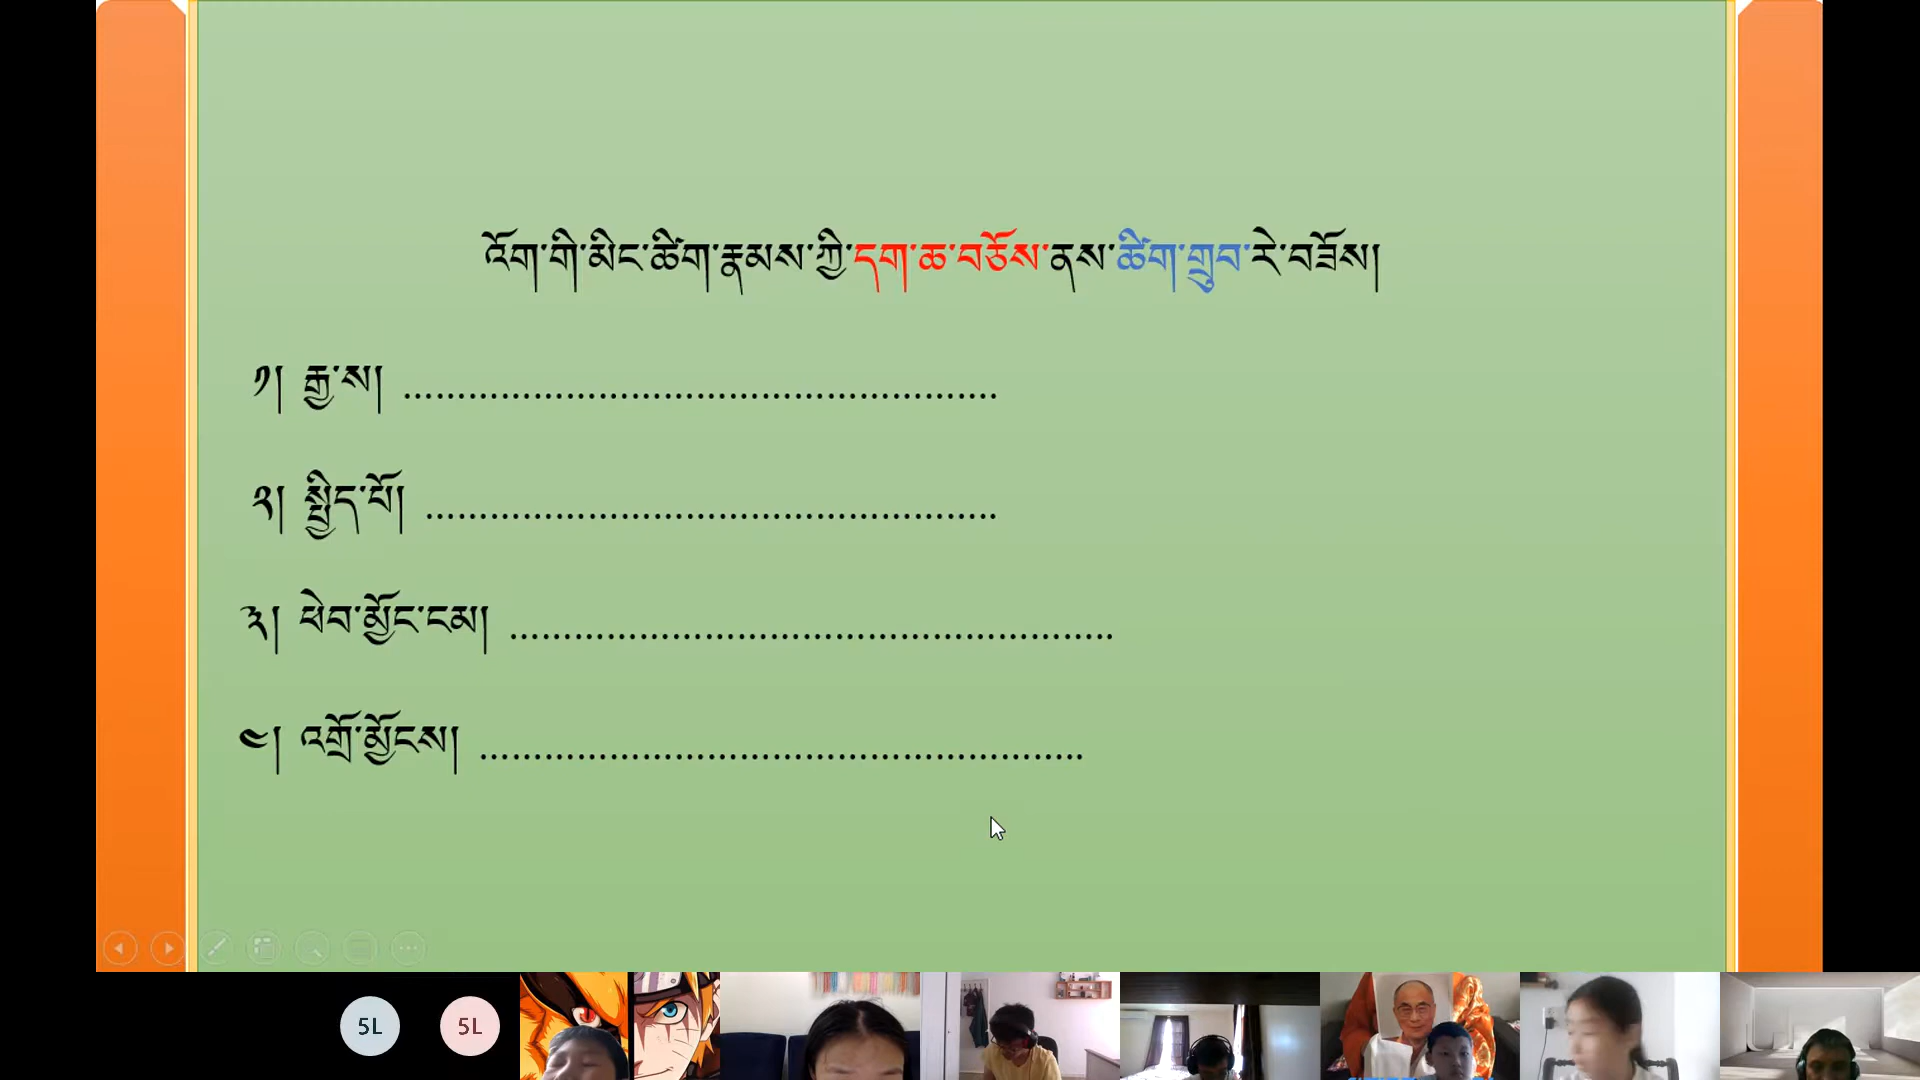 འོག་གི་མིང་ཚིག་རྣམས་ཀྱི་དག་ཆ་བཅོས་ནས་ཚིག་གྲུབ་རེ་བཟོས།
༡། རྒྱ་ས། .......................................................
༢། སྤྱིད་པོ། .....................................................
༣། ཕེབ་མྱོང་ངམ། ........................................................
༤། འགྲོ་མྱོངས། ........................................................
5L
5L